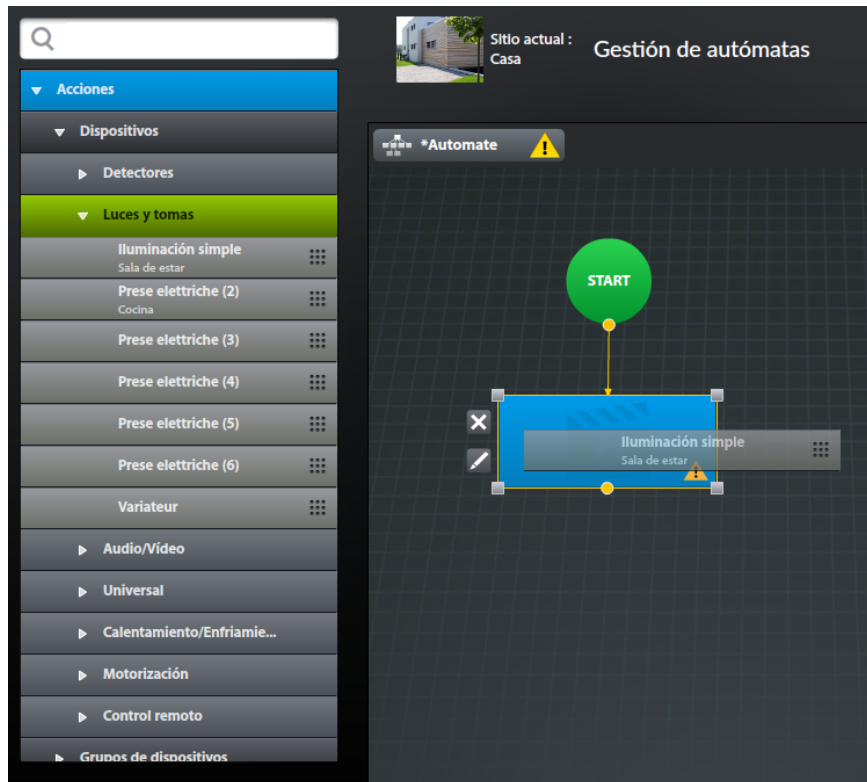 Sitio actual :
Casa
Gestión de autómatas
Acciones
Dispositivos
Detectores
Luces y tomas
Iluminación simple
Sala de estar
Prese elettriche (2)
Cocina
Prese elettriche (3)
Prese elettriche (4)
Prese elettriche (5)
Prese elettriche (6)
Variateur
Audio/Vídeo
Universal
Calentamiento/Enfriamie...
Motorización
Control remoto
Grupos de dispositivos
*Automate
START
Iluminación simple
Sala de estar